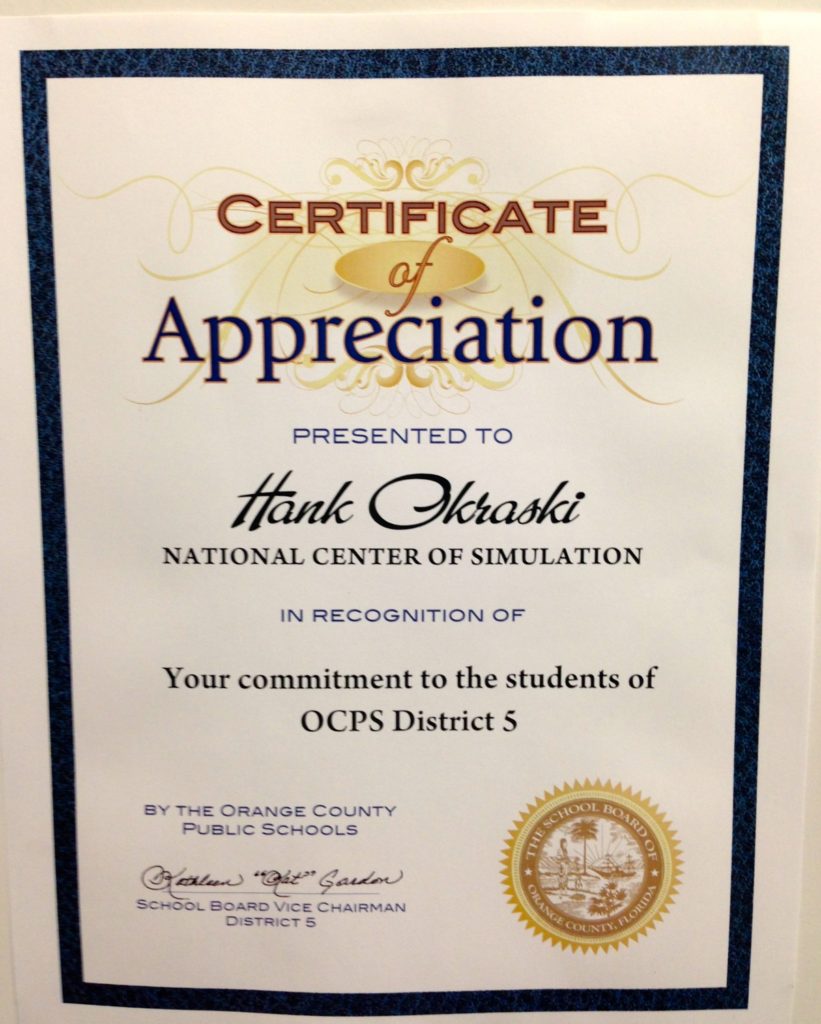 CERTIFICATE
of
Appreciation
PRESENTED TO
Hank Okraski
NATIONAL CENTER OF SIMULATION
IN RECOGNITION OF
Your commitment to the students of
OCPS District 5
BY THE ORANGE COUNTY
PUBLIC SCHOOLS
Kathleen "Kat" Gordon
SCHOOL BOARD VICE CHAIRMAN
DISTRICT 5
THE SCHOOL BOARD OF
ORANGE COUNTY, FLORIDA